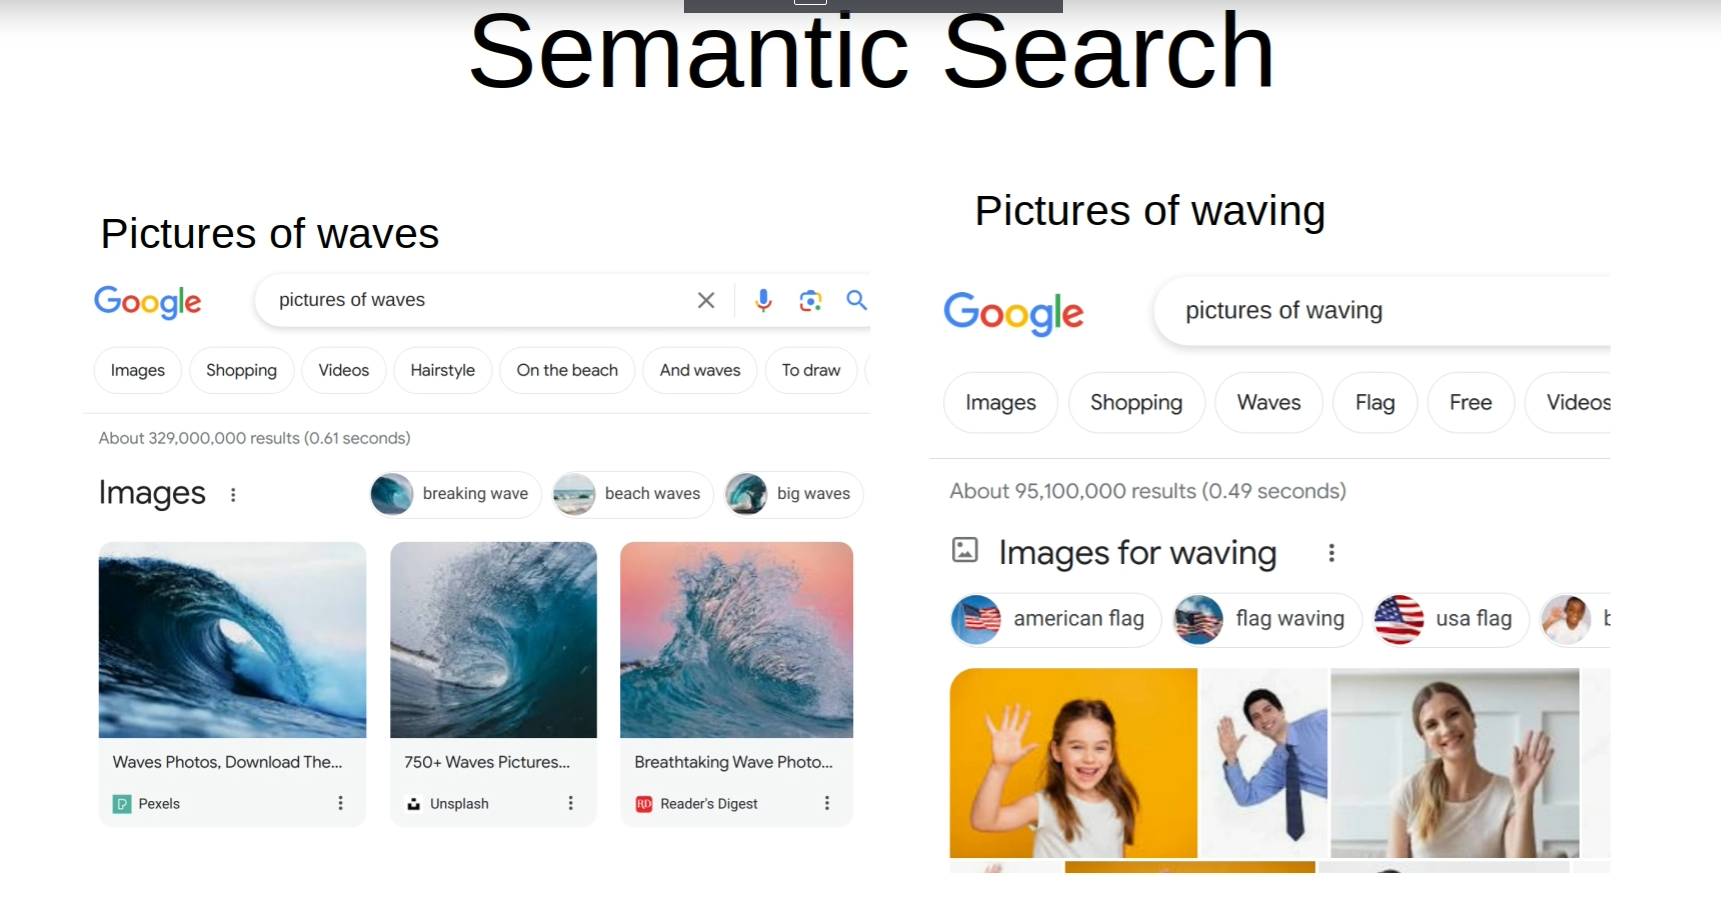 Semantic Search
Pictures of waves
Google
pictures of waves
Images Shopping Videos Hairstyle On the beach And waves To draw
About 329,000,000 results (0.61 seconds)
Images
breaking wave beach waves big waves
Waves Photos, Download The...
Pexels
750+ Waves Pictures...
Unsplash
Breathtaking Wave Photo...
RD Reader's Digest
Pictures of waving
Google
pictures of waving
Images Shopping Waves Flag Free Videos
About 95,100,000 results (0.49 seconds)
Images for waving
american flag flag waving usa flag